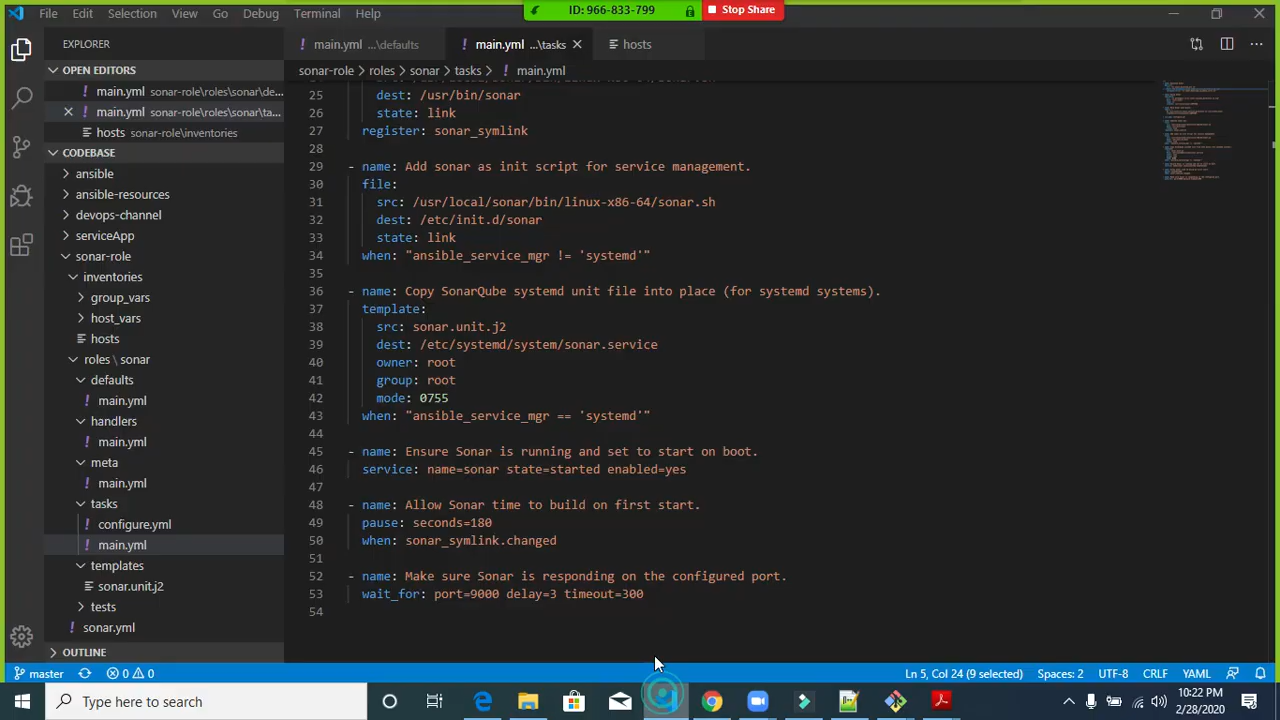 File Edit Selection View Go Debug Terminal Help
ID: 966-833-799
Stop Share
EXPLORER
main.yml ...\defaults
main.yml ...\tasks
hosts
OPEN EDITORS
main.yml sonar-role\roles\sonar\de...
main.yml sonar-role\roles\sonar\ta...
hosts sonar-role\inventories
CODEBASE
ansible
ansible-resources
devops-channel
serviceApp
sonar-role
inventories
group_vars
host_vars
hosts
roles \ sonar
defaults
main.yml
handlers
main.yml
meta
main.yml
tasks
configure.yml
main.yml
templates
sonar.unit.j2
tests
sonar.yml
OUTLINE
sonar-role > roles > sonar > tasks > main.yml
25 dest: /usr/bin/sonar
26 state: link
27 register: sonar_symlink
28
29 - name: Add sonar as init script for service management.
30 file:
31 src: /usr/local/sonar/bin/linux-x86-64/sonar.sh
32 dest: /etc/init.d/sonar
33 state: link
34 when: "ansible_service_mgr != 'systemd'"
35
36 - name: Copy SonarQube systemd unit file into place (for systemd systems).
37 template:
38 src: sonar.unit.j2
39 dest: /etc/systemd/system/sonar.service
40 owner: root
41 group: root
42 mode: 0755
43 when: "ansible_service_mgr == 'systemd'"
44
45 - name: Ensure Sonar is running and set to start on boot.
46 service: name=sonar state=started enabled=yes
47
48 - name: Allow Sonar time to build on first start.
49 pause: seconds=180
50 when: sonar_symlink.changed
51
52 - name: Make sure Sonar is responding on the configured port.
53 wait_for: port=9000 delay=3 timeout=300
54
master
0 0
Ln 5, Col 24 (9 selected)
Spaces: 2
UTF-8
CRLF
YAML
Type here to search
10:22 PM
2/28/2020